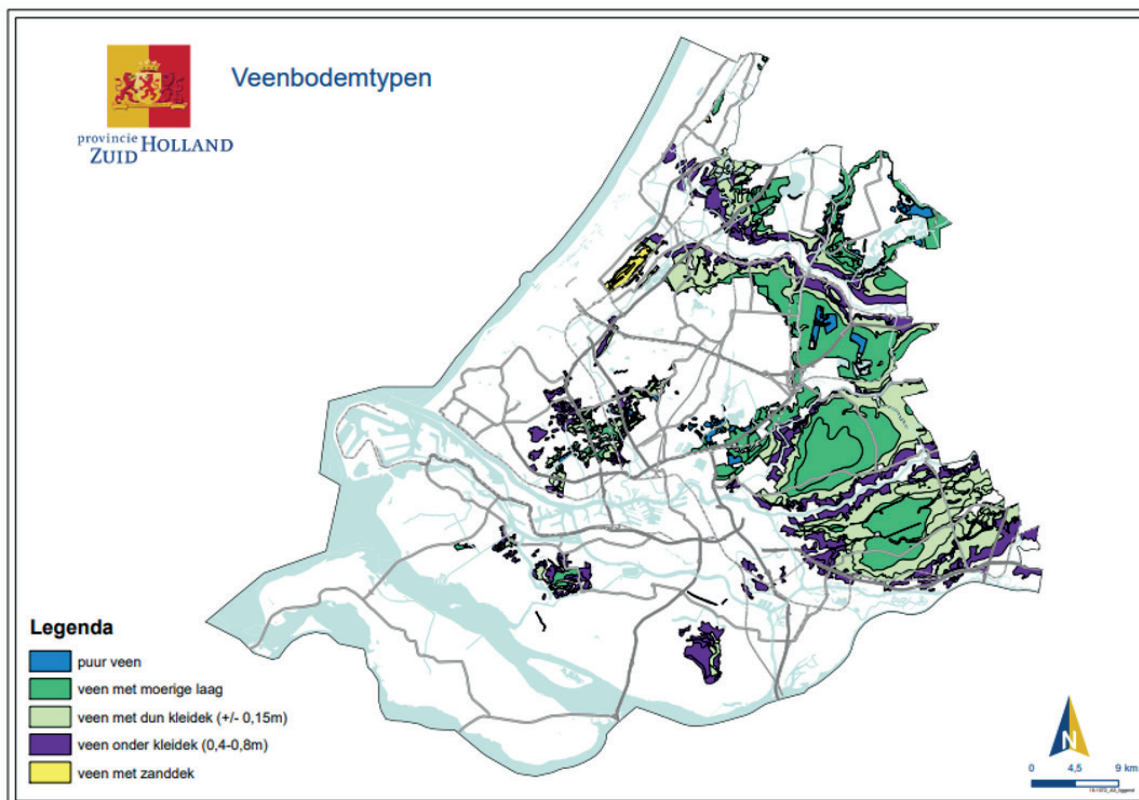 provincie
ZUID HOLLAND
Veenbodemtypen
Legenda
puur veen
veen met moerige laag
veen met dun kleidek (+/- 0,15m)
veen onder kleidek (0,4-0,8m)
veen met zanddek
N
0 4,5 9 km